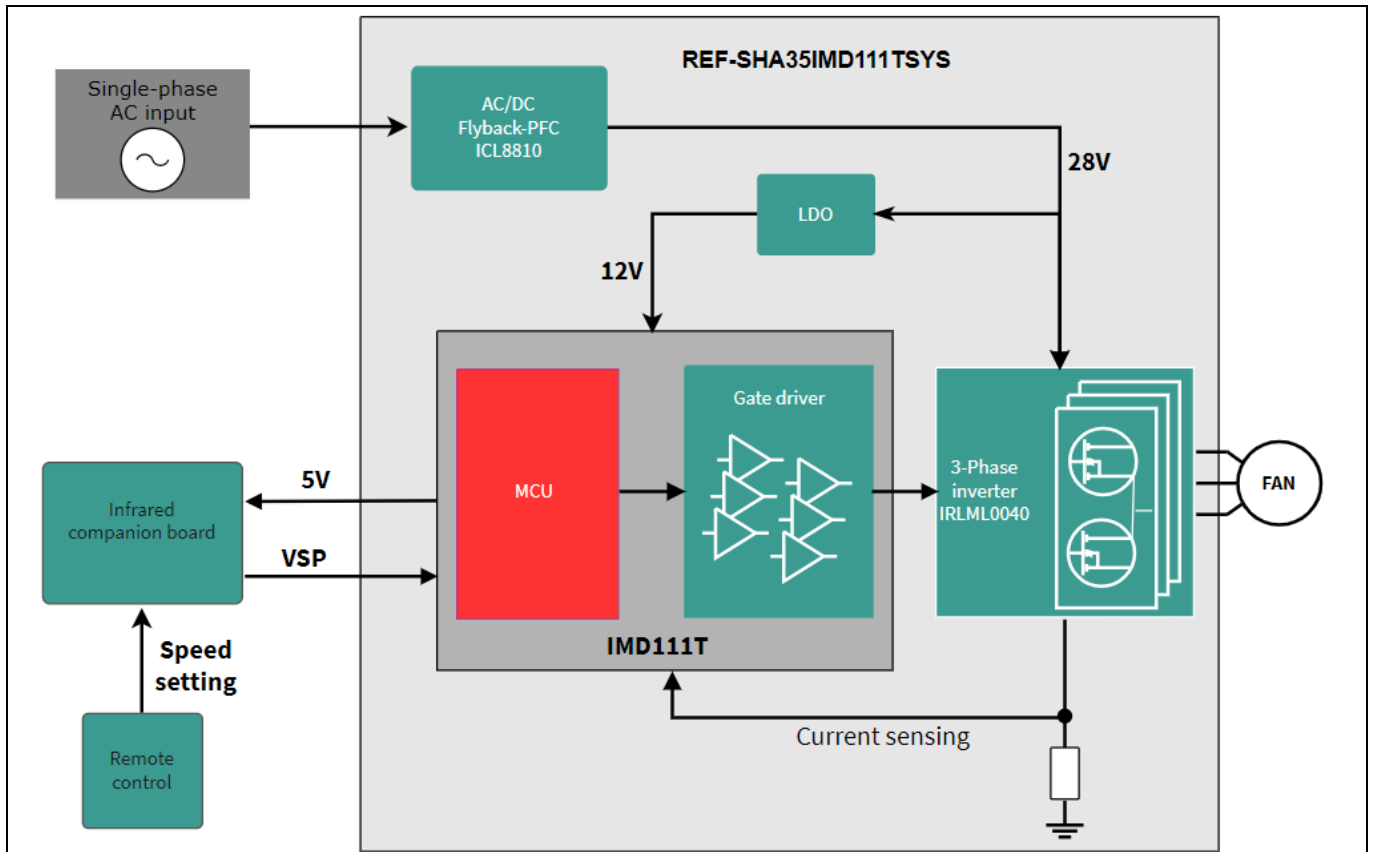 REF-SHA35IMD111TSYS
Single-phase
AC input
AC/DC
Flyback-PFC
ICL8810
28V
LDO
12V
MCU
Gate driver
3-Phase
inverter
IRLML0040
FAN
5V
Infrared
companion board
VSP
IMD111T
Speed
setting
Current sensing
Remote
control